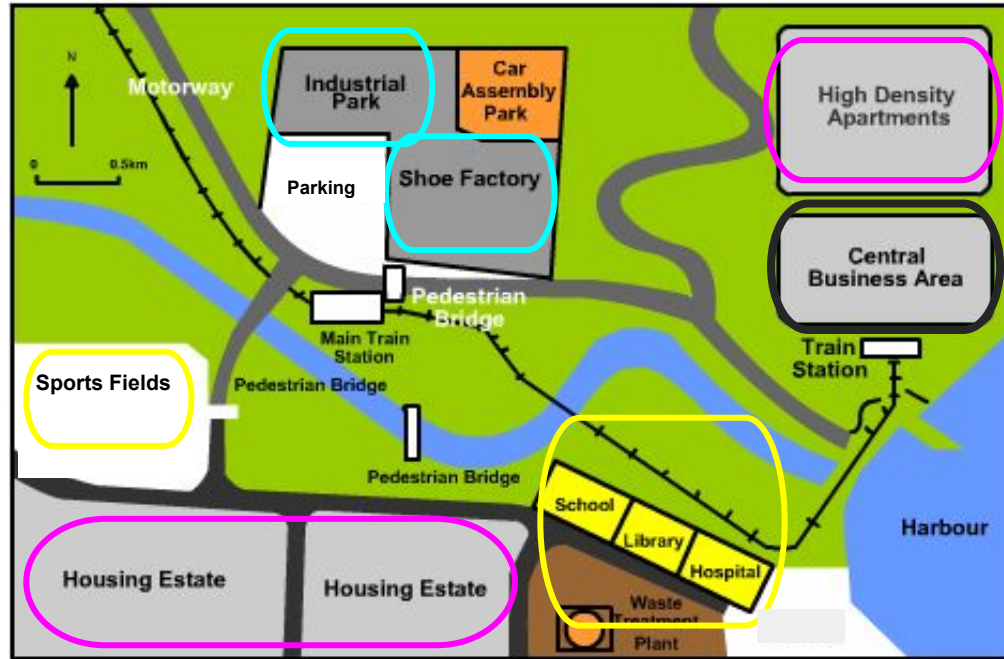 N
Motorway
0
0.5km
Industrial
Park
Car
Assembly
Park
High Density
Apartments
Parking
Shoe Factory
Central
Business Area
Pedestrian
Bridge
Main Train
Station
Train
Station
Sports Fields
Pedestrian Bridge
Pedestrian Bridge
School
Library
Hospital
Harbour
Housing Estate
Housing Estate
Waste
Treatment
Plant